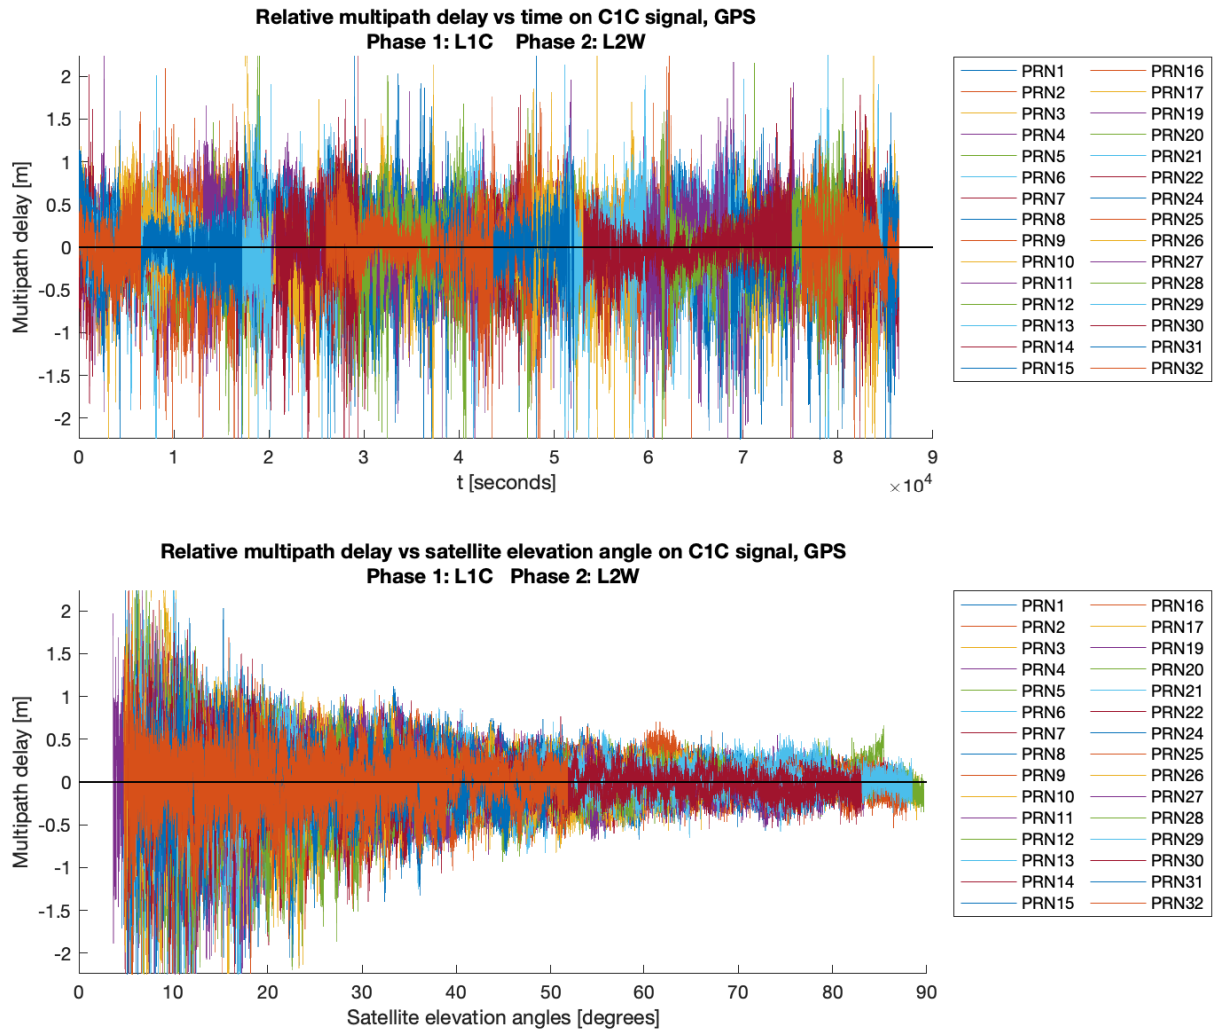 Relative multipath delay vs time on C1C signal, GPS
Phase 1: L1C Phase 2: L2W
Multipath delay [m]
2
1.5
1
0.5
0
-0.5
-1
-1.5
-2
0 1 2 3 4 5 6 7 8 9
t [seconds]
×10^4
PRN1 PRN16
PRN2 PRN17
PRN3 PRN19
PRN4 PRN20
PRN5 PRN21
PRN6 PRN22
PRN7 PRN24
PRN8 PRN25
PRN9 PRN26
PRN10 PRN27
PRN11 PRN28
PRN12 PRN29
PRN13 PRN30
PRN14 PRN31
PRN15 PRN32
Relative multipath delay vs satellite elevation angle on C1C signal, GPS
Phase 1: L1C Phase 2: L2W
Multipath delay [m]
2
1.5
1
0.5
0
-0.5
-1
-1.5
-2
0 10 20 30 40 50 60 70 80 90
Satellite elevation angles [degrees]
PRN1 PRN16
PRN2 PRN17
PRN3 PRN19
PRN4 PRN20
PRN5 PRN21
PRN6 PRN22
PRN7 PRN24
PRN8 PRN25
PRN9 PRN26
PRN10 PRN27
PRN11 PRN28
PRN12 PRN29
PRN13 PRN30
PRN14 PRN31
PRN15 PRN32